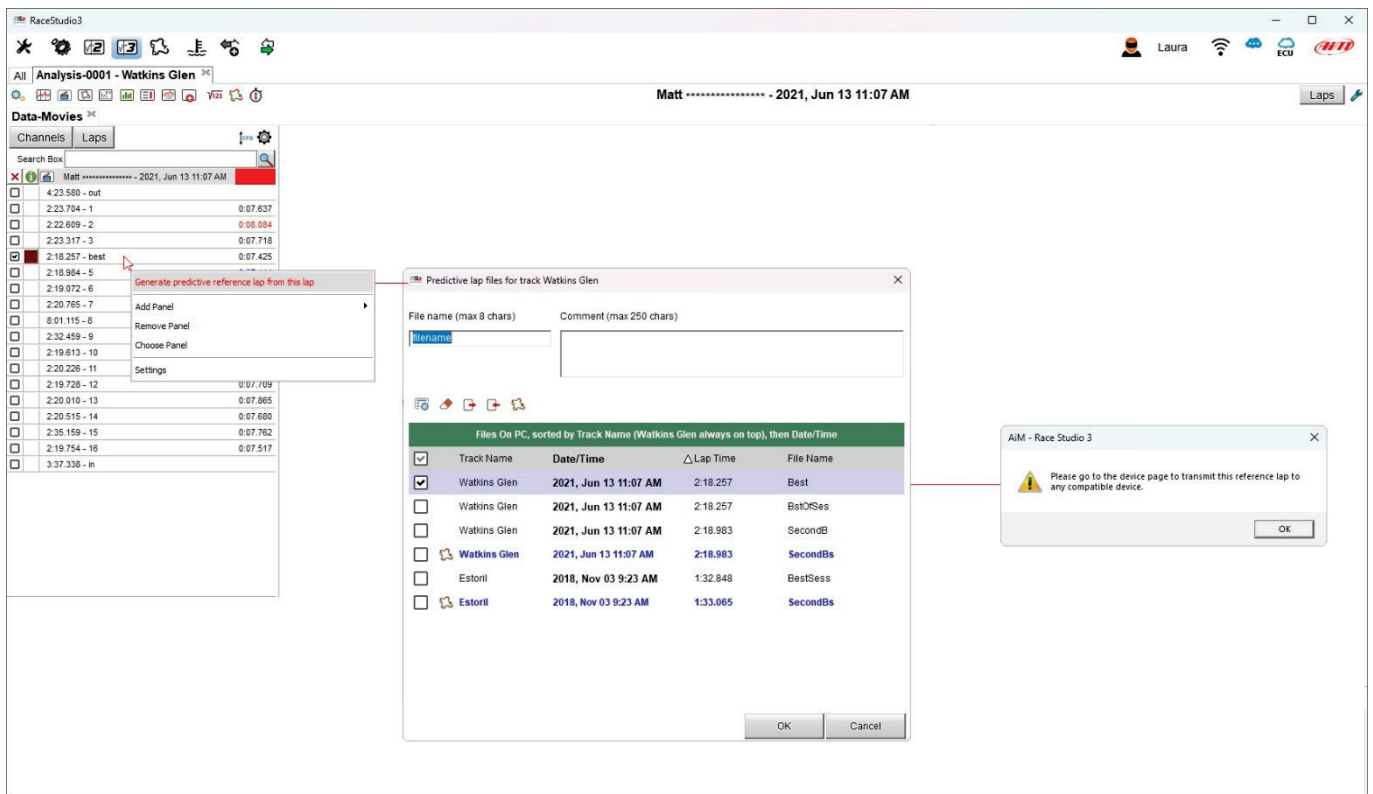 RaceStudio3
Laura
ECU
AiM
All Analysis-0001 - Watkins Glen
Matt **************** - 2021, Jun 13 11:07 AM
Laps
Data-Movies
Channels Laps
Search Box
Matt *************** - 2021, Jun 13 11:07 AM
4:23.580 - out
2:23.704 - 1 0:07.637
2:22.609 - 2 0:08.084
2:23.317 - 3 0:07.718
2:18.257 - best 0:07.425
2:18.984 - 5
2:19.072 - 6
2:20.765 - 7
8:01.115 - 8
2:32.459 - 9
2:19.613 - 10
2:20.226 - 11
2:19.728 - 12 0:07.709
2:20.010 - 13 0:07.865
2:20.515 - 14 0:07.680
2:35.159 - 15 0:07.762
2:19.754 - 16 0:07.517
3:37.338 - in
Generate predictive reference lap from this lap
Add Panel
Remove Panel
Choose Panel
Settings
Predictive lap files for track Watkins Glen
File name (max 8 chars) Comment (max 250 chars)
filename
Files On PC, sorted by Track Name (Watkins Glen always on top), then Date/Time
Track Name Date/Time △Lap Time File Name
Watkins Glen 2021, Jun 13 11:07 AM 2:18.257 Best
Watkins Glen 2021, Jun 13 11:07 AM 2:18.257 BstOfSes
Watkins Glen 2021, Jun 13 11:07 AM 2:18.983 SecondB
Watkins Glen 2021, Jun 13 11:07 AM 2:18.983 SecondBs
Estoril 2018, Nov 03 9:23 AM 1:32.848 BestSess
Estoril 2018, Nov 03 9:23 AM 1:33.065 SecondBs
OK Cancel
AiM - Race Studio 3
Please go to the device page to transmit this reference lap to
any compatible device.
OK